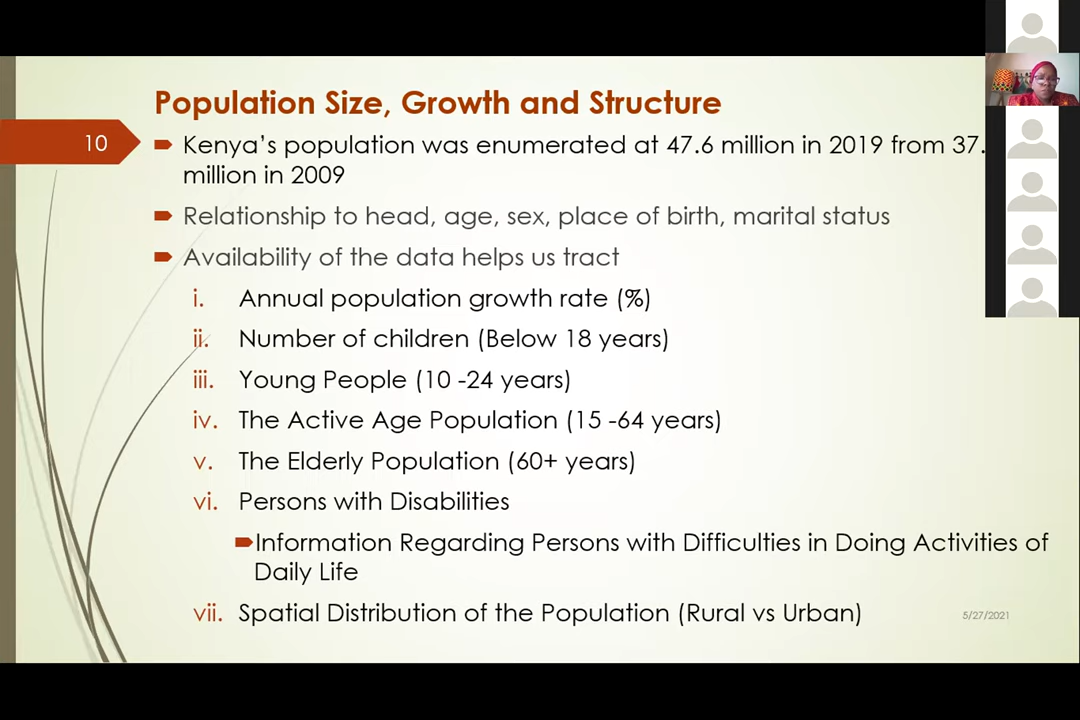 Population Size, Growth and Structure
10
Kenya's population was enumerated at 47.6 million in 2019 from 37.
million in 2009
Relationship to head, age, sex, place of birth, marital status
Availability of the data helps us tract
i. Annual population growth rate (%)
ii. Number of children (Below 18 years)
iii. Young People (10 -24 years)
iv. The Active Age Population (15 -64 years)
v. The Elderly Population (60+ years)
vi. Persons with Disabilities
Information Regarding Persons with Difficulties in Doing Activities of
Daily Life
vii. Spatial Distribution of the Population (Rural vs Urban)
5/27/2021